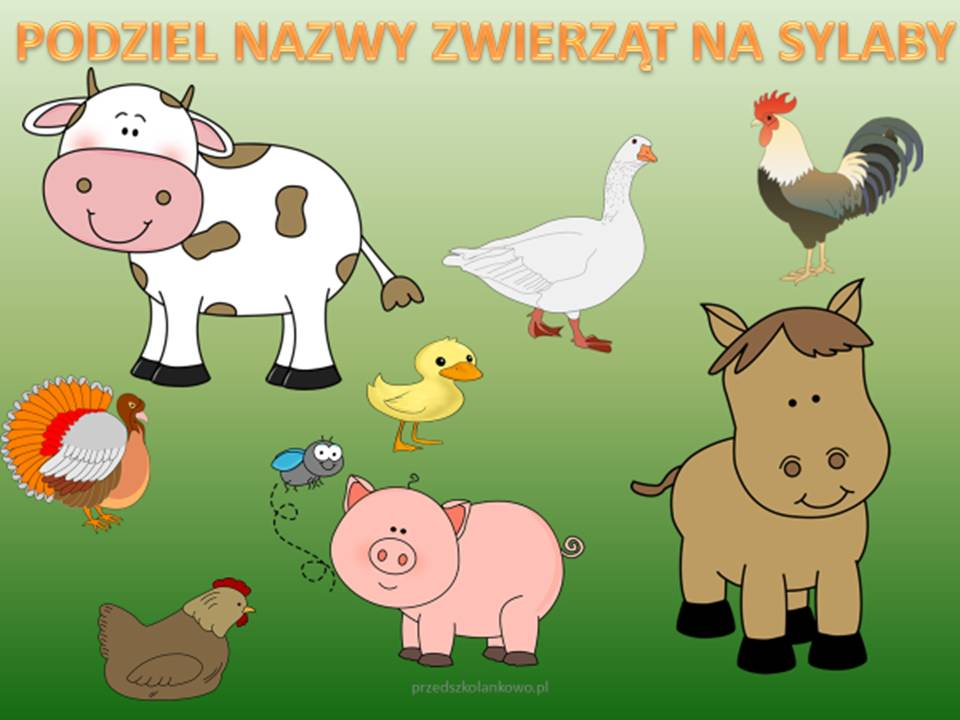 PODZIEL NAZWY ZWIERZĄT NA SYLABY
przedszkolankowo.pl